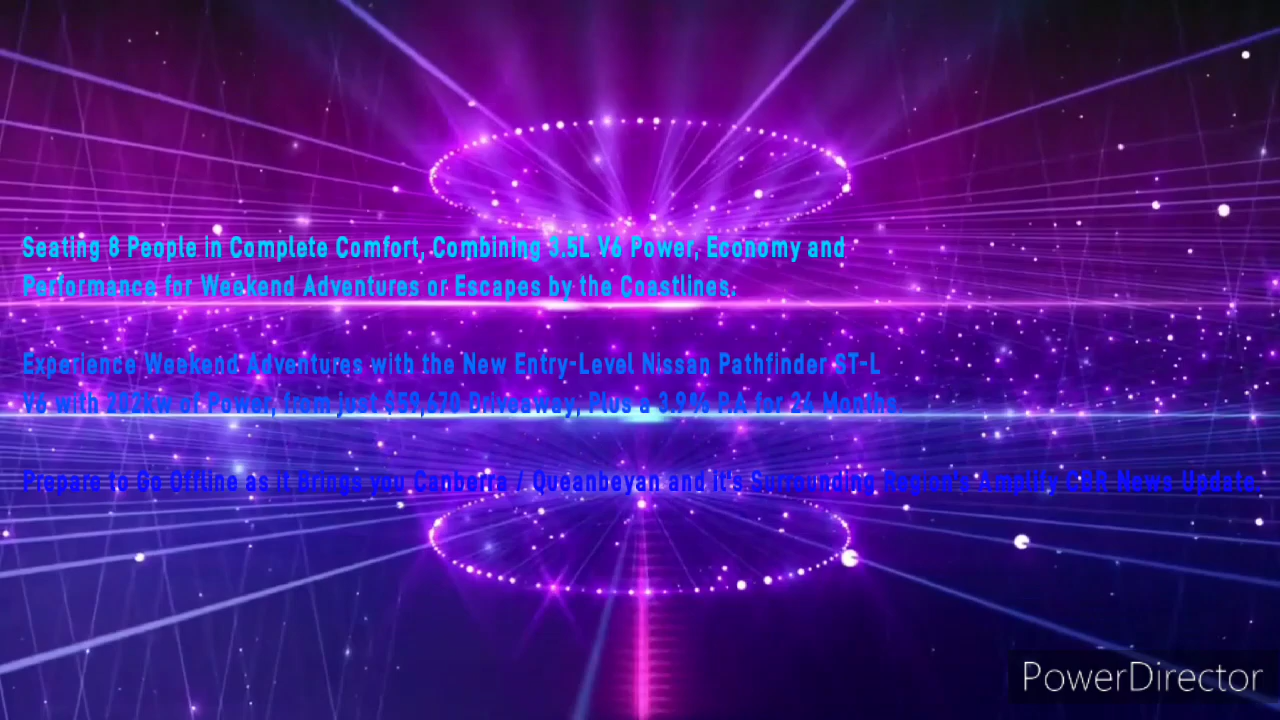 Seating 8 People in Complete Comfort, Combining 3.5L V6 Power, Economy and
Performance for Weekend Adventures or Escapes by the Coastlines.
Experience Weekend Adventures with the New Entry-Level Nissan Pathfinder ST-L
V6 with 202kw of Power, from just $59,670 Driveaway, Plus a 3.9% P.A for 24 Months.
Prepare to Go Offline as it Brings you Canberra / Queanbeyan and it's Surrounding Region's Amplify CBR News Update.
PowerDirector